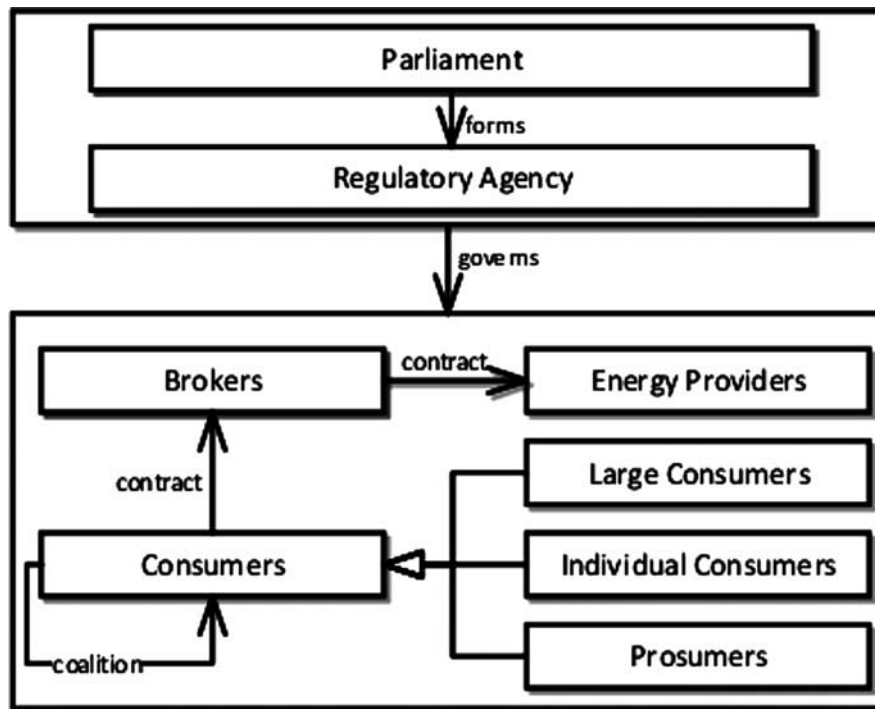 Parliament
forms
Regulatory Agency
governs
Brokers
contract
Energy Providers
contract
Large Consumers
Consumers
Individual Consumers
coalition
Prosumers